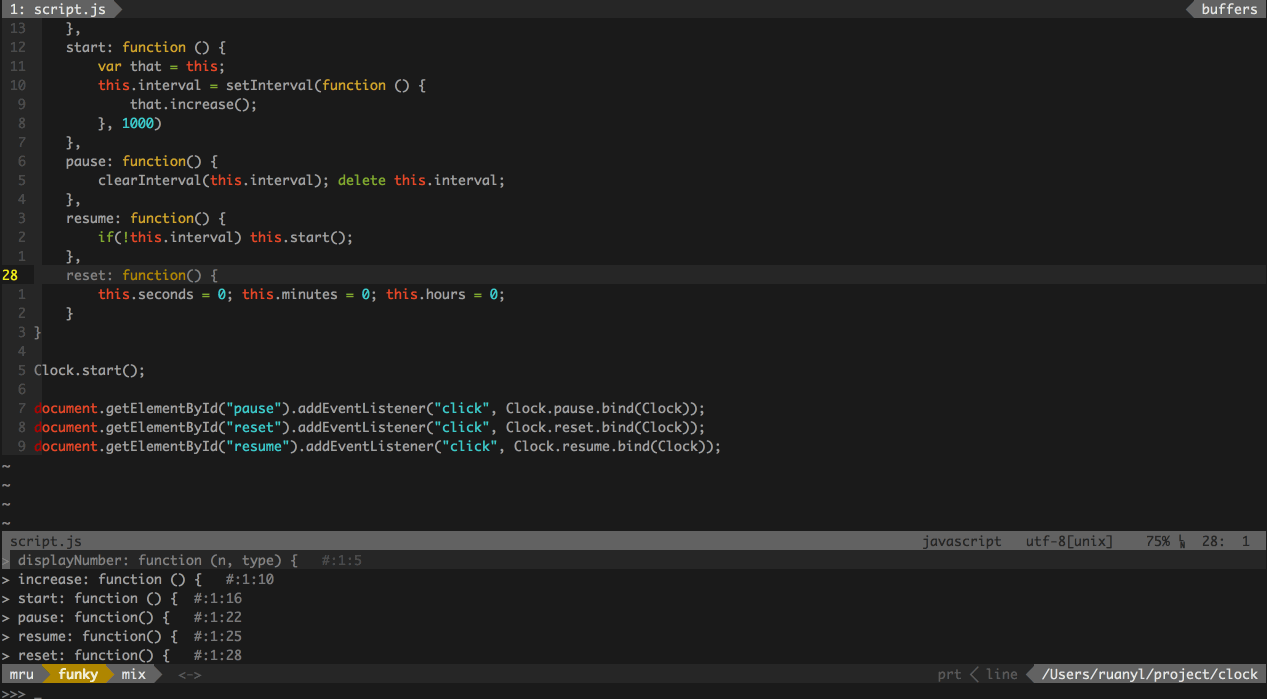 1: script.js buffers
13     },
12     start: function () {
11         var that = this;
10         this.interval = setInterval(function () {
9             that.increase();
8         }, 1000)
7     },
6     pause: function() {
5         clearInterval(this.interval); delete this.interval;
4     },
3     resume: function() {
2         if(!this.interval) this.start();
1     },
28     reset: function() {
1         this.seconds = 0; this.minutes = 0; this.hours = 0;
2     }
3 }
4
5 Clock.start();
6
7 document.getElementById("pause").addEventListener("click", Clock.pause.bind(Clock));
8 document.getElementById("reset").addEventListener("click", Clock.reset.bind(Clock));
9 document.getElementById("resume").addEventListener("click", Clock.resume.bind(Clock));
~
~
~
~
script.js javascript utf-8[unix] 75% ␤ 28: 1
> displayNumber: function (n, type) { #:1:5
> increase: function () { #:1:10
> start: function () { #:1:16
> pause: function() { #:1:22
> resume: function() { #:1:25
> reset: function() { #:1:28
mru funky mix <-> prt < line /Users/ruanyl/project/clock
>>> _